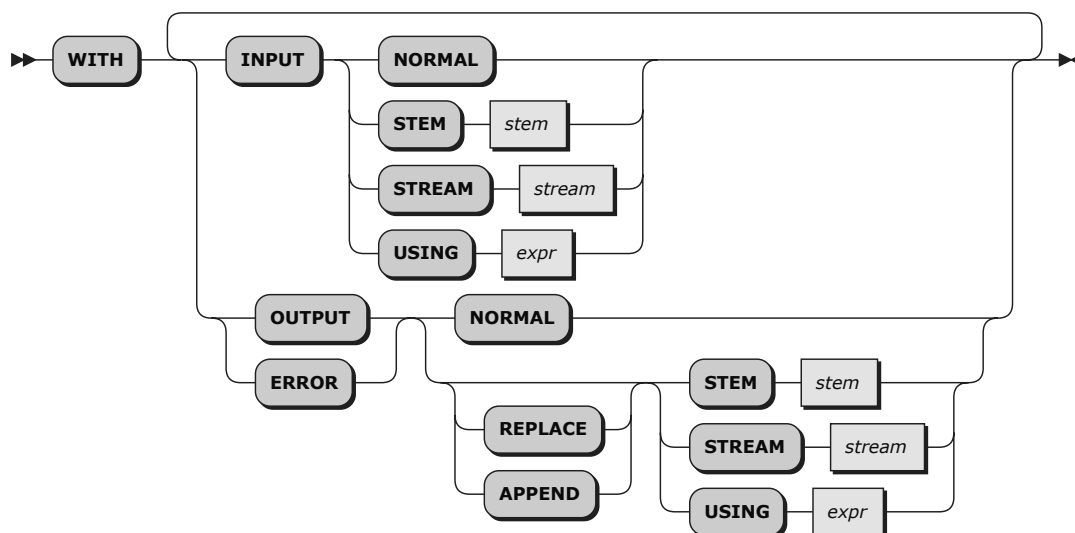 WITH INPUT NORMAL
STEM stem
STREAM stream
USING expr
OUTPUT NORMAL
ERROR STEM stem
REPLACE STREAM stream
APPEND USING expr